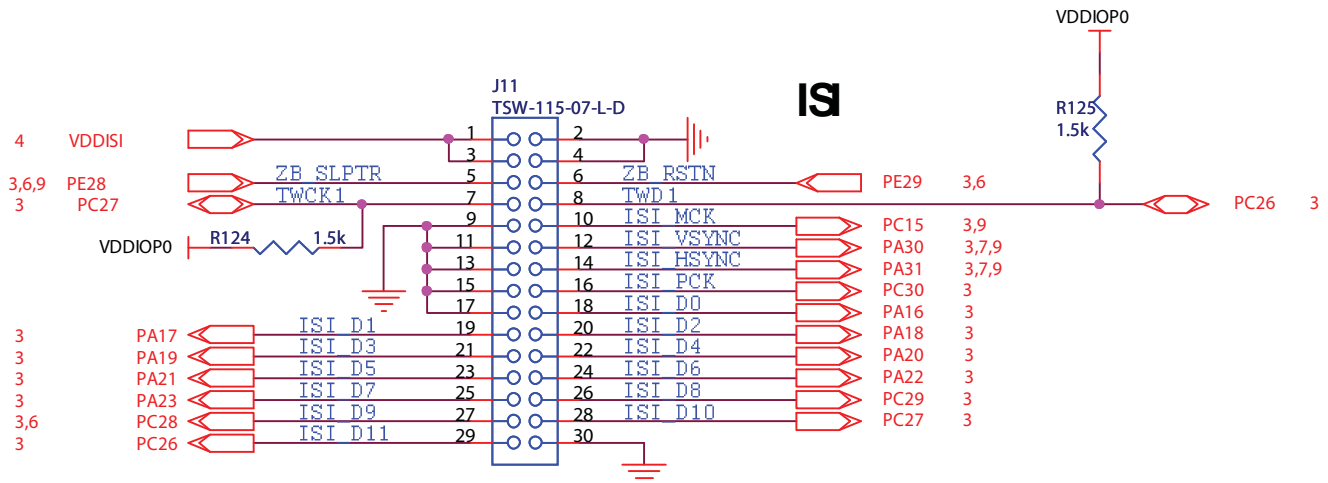 VDDIOP0
J11
TSW-115-07-L-D
ISI
R125
1.5k
4 VDDISI 1 2
3 4
3,6,9 PE28 ZB_SLPTR 5 6 ZB_RSTN PE29 3,6
3 PC27 TWCK1 7 8 TWD1 PC26 3
9 10 ISI_MCK PC15 3,9
VDDIOP0 R124 1.5k 11 12 ISI_VSYNC PA30 3,7,9
13 14 ISI_HSYNC PA31 3,7,9
15 16 ISI_PCK PC30 3
17 18 ISI_D0 PA16 3
3 PA17 ISI_D1 19 20 ISI_D2 PA18 3
3 PA19 ISI_D3 21 22 ISI_D4 PA20 3
3 PA21 ISI_D5 23 24 ISI_D6 PA22 3
3 PA23 ISI_D7 25 26 ISI_D8 PC29 3
3,6 PC28 ISI_D9 27 28 ISI_D10 PC27 3
3 PC26 ISI_D11 29 30